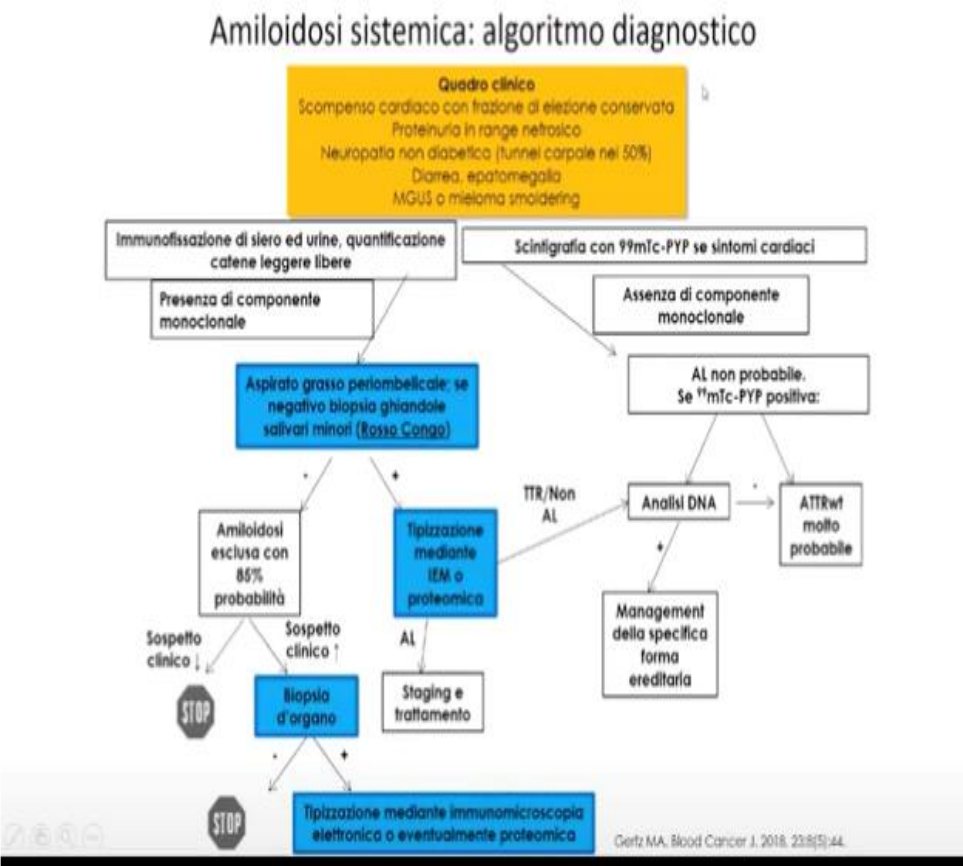 Amiloidosi sistemica: algoritmo diagnostico
Quadro clinico
Scompenso cardiaco con frazione di eiezione conservata
Proteinuria in range nefrosico
Neuropatia non diabetica (tunnel carpale nel 50%)
Diarrea, epatomegalia
MGUS o mieloma smoldering
Immunofissazione di siero ed urine, quantificazione
catene leggere libere
Scintigrafia con 99mTc-PYP se sintomi cardiaci
Presenza di componente
monoclonale
Assenza di componente
monoclonale
Aspirato grasso periombelicale; se
negativo biopsia ghiandole
salivari minori (Rosso Congo)
AL non probabile.
Se ⁹⁹mTc-PYP positiva:
-
+
TTR/Non
AL
Analisi DNA
-
ATTRwt
molto
probabile
Amiloidosi
esclusa con
85%
probabilità
Tipizzazione
mediante
IEM o
proteomica
+
Management
della specifica
forma
ereditaria
Sospetto
clinico ↓
Sospetto
clinico ↑
AL
STOP
Biopsia
d'organo
Staging e
trattamento
-
+
STOP
Tipizzazione mediante immunomicroscopia
elettronica o eventualmente proteomica
Gertz MA, Blood Cancer J. 2018, 23;8(5):44.